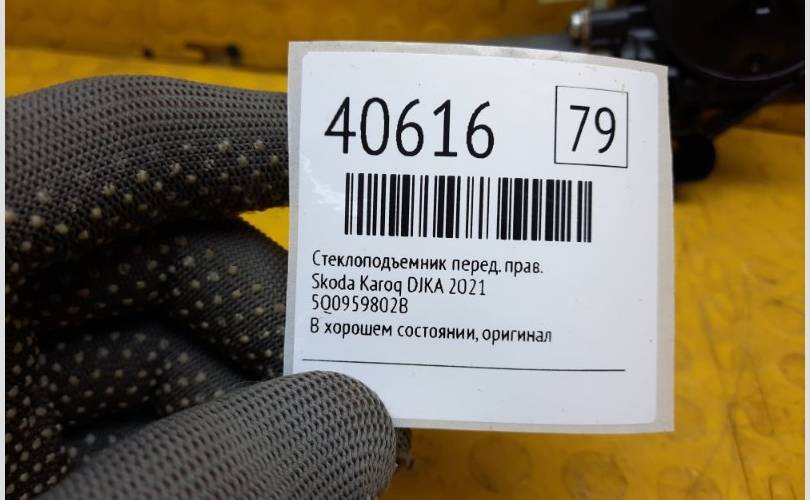 40616
79
Стеклоподъемник перед. прав.
Skoda Karoq DJKA 2021
5Q0959802B
В хорошем состоянии, оригинал